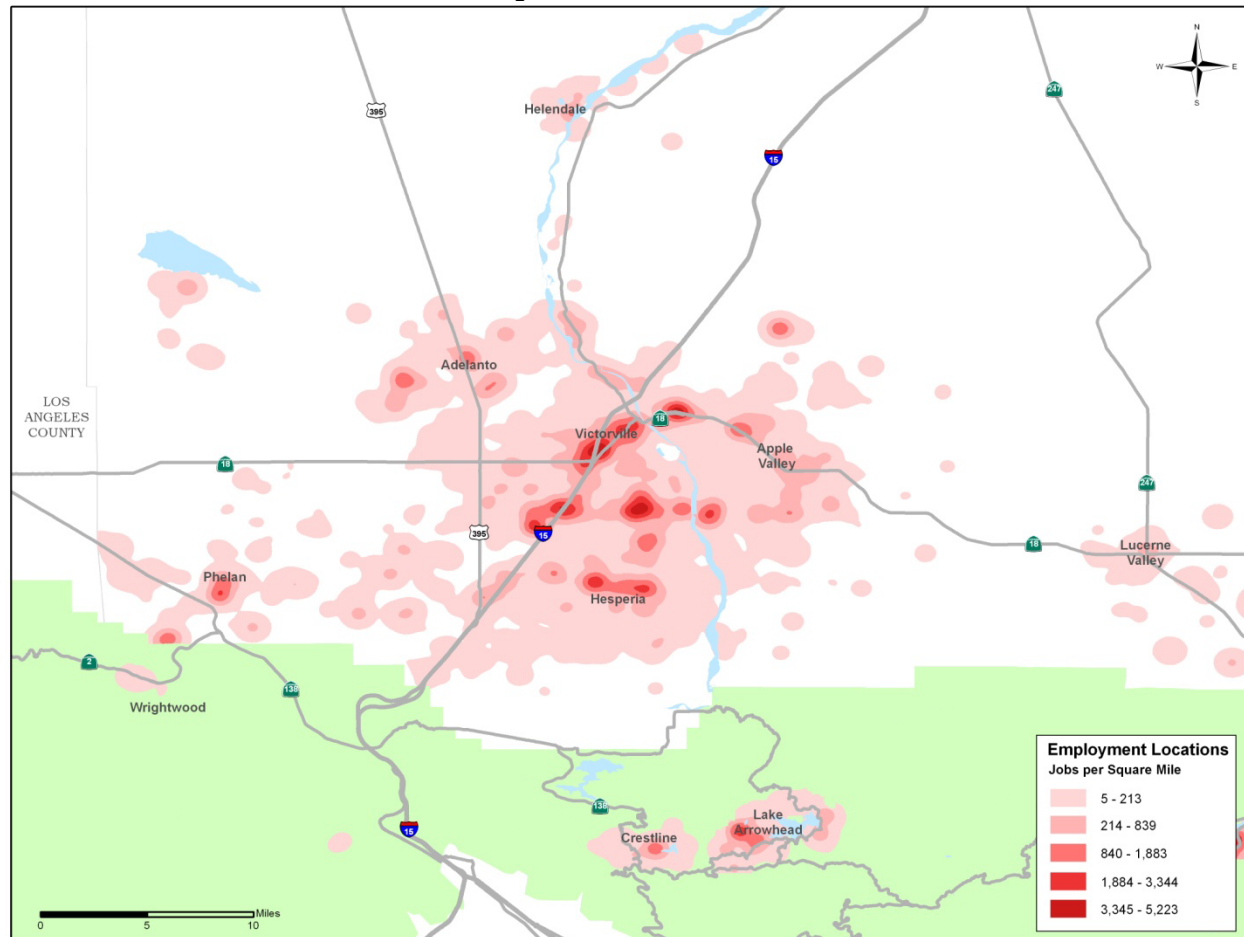 N
W E
S
395
247
Helendale
15
Adelanto
LOS
ANGELES
COUNTY
18
Victorville
18
Apple
Valley
247
395
15
18
Lucerne
Valley
Phelan
Hesperia
2
138
Wrightwood
138
15
Crestline
Lake
Arrowhead
Employment Locations
Jobs per Square Mile
5 - 213
214 - 839
840 - 1,883
1,884 - 3,344
3,345 - 5,223
Miles
0 5 10